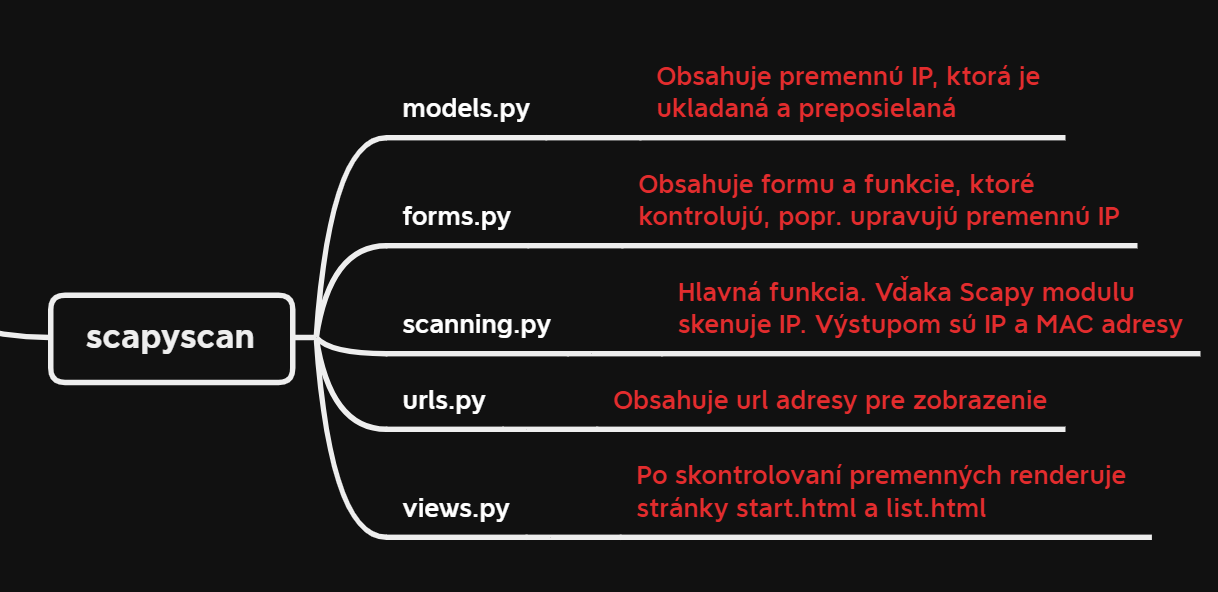 scapyscan
models.py
Obsahuje premennú IP, ktorá je
ukladaná a preposielaná
forms.py
Obsahuje formu a funkcie, ktoré
kontrolujú, popr. upravujú premennú IP
scanning.py
Hlavná funkcia. Vďaka Scapy modulu
skenuje IP. Výstupom sú IP a MAC adresy
urls.py
Obsahuje url adresy pre zobrazenie
views.py
Po skontrolovaní premenných renderuje
stránky start.html a list.html